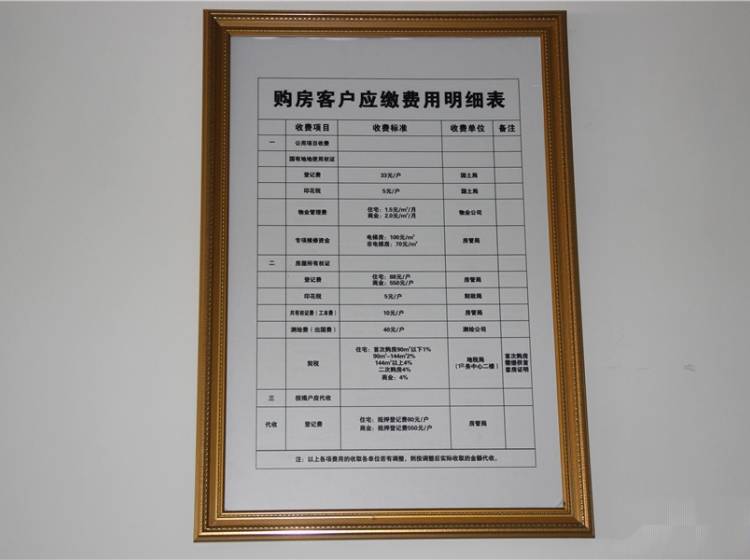 购房客户应缴费用明细表
收费项目 收费标准 收费单位 备注
一 公用项目收费
国有地地使用权证
登记费 33元/户 国土局
印花税 5元/户 国土局
物业管理费 住宅：1.5元/m²/月 物业公司
商金：2.0元/m²/月
专项维修资金 电梯房：100元/m² 房管局
非电梯房：70元/m²
二 房屋所有权证
登记费 住宅：88元/户 房管局
商金：550元/户
印花税 5元/户 财政局
共有权证费（工本费） 10元/户 房管局
测绘费（出图费） 40元/户 测绘公司
契税 住宅：首次购房90m²以下1% 地税局 首次购房
90m²-144m²2%
144m²以上4%
二次购房4%
商金：4%
三 按揭户应代收
代收 登记费 住宅：抵押登记费80元/户 房管局
商金：抵押登记费550元/户
注：以上各项费用的收取各单位若有调整，则按调整后实际收取的金额代收。